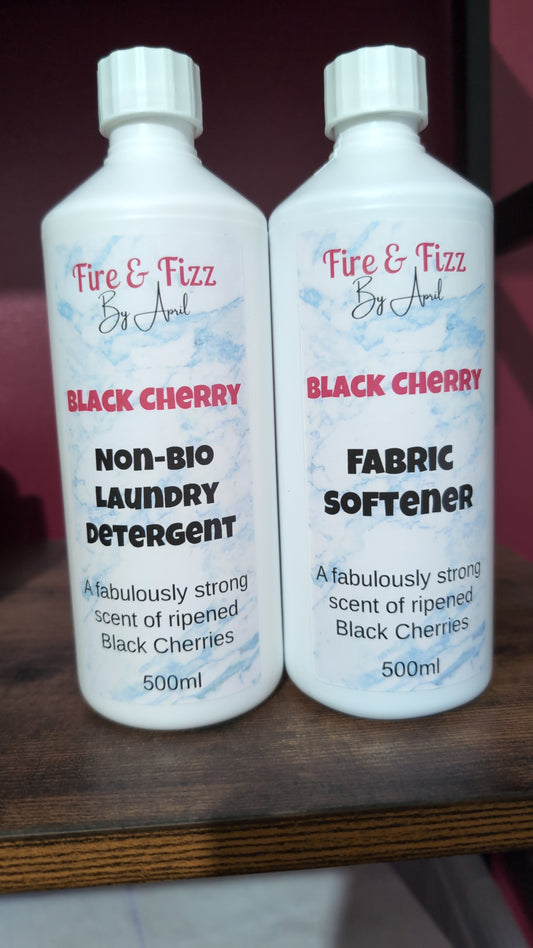 Fire & Fizz
By April
BLACK CHERRY
NON-BIO
LAUNDRY
DETERGENT
A fabulously strong
scent of ripened
Black Cherries
500ml
Fire & Fizz
By April
BLACK CHERRY
FABRIC
SOFTENER
A fabulously strong
scent of ripened
Black Cherries
500ml